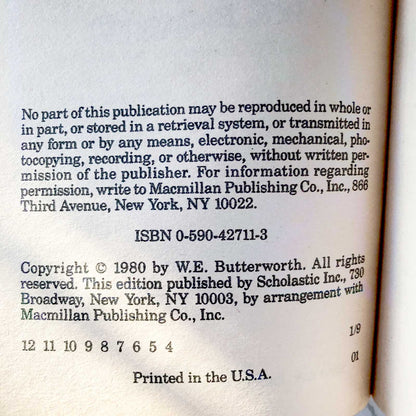 No part of this publication may be reproduced in whole or
in part, or stored in a retrieval system, or transmitted in
any form or by any means, electronic, mechanical, pho-
tocopying, recording, or otherwise, without written per-
mission of the publisher. For information regarding
permission, write to Macmillan Publishing Co., Inc., 866
Third Avenue, New York, NY 10022.
ISBN 0-590-42711-3
Copyright © 1980 by W.E. Butterworth. All rights
reserved. This edition published by Scholastic Inc., 730
Broadway, New York, NY 10003, by arrangement with
Macmillan Publishing Co., Inc.
12 11 10 9 8 7 6 5 4
1/9
01
Printed in the U.S.A.